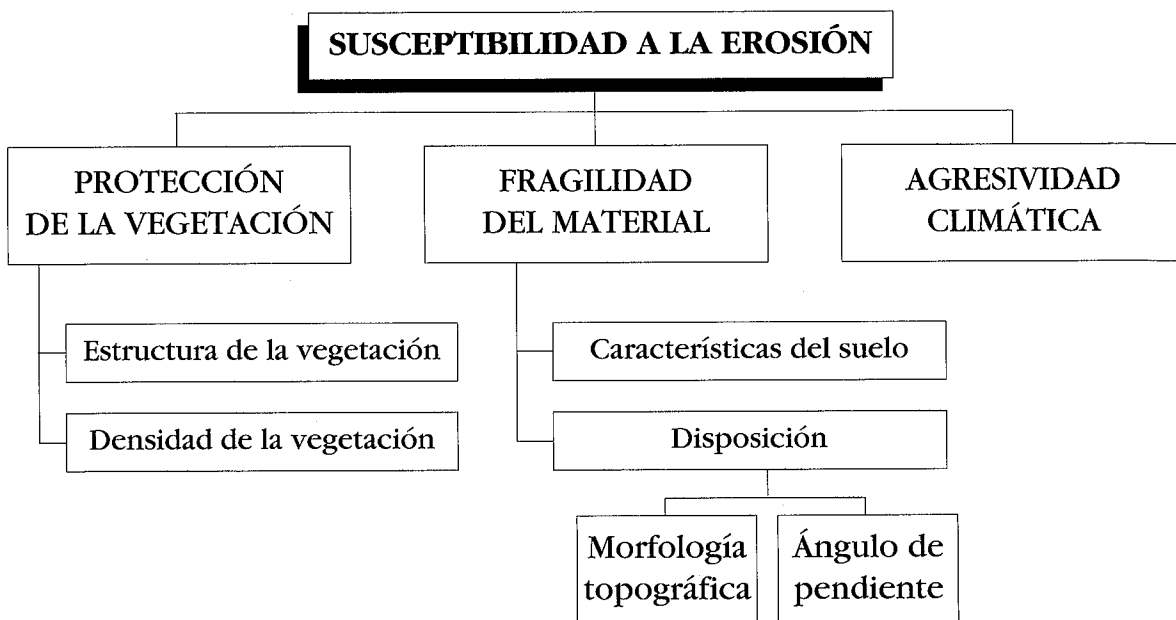 SUSCEPTIBILIDAD A LA EROSIÓN
PROTECCIÓN
DE LA VEGETACIÓN
FRAGILIDAD
DEL MATERIAL
AGRESIVIDAD
CLIMÁTICA
Estructura de la vegetación
Densidad de la vegetación
Características del suelo
Disposición
Morfología
topográfica
Ángulo de
pendiente